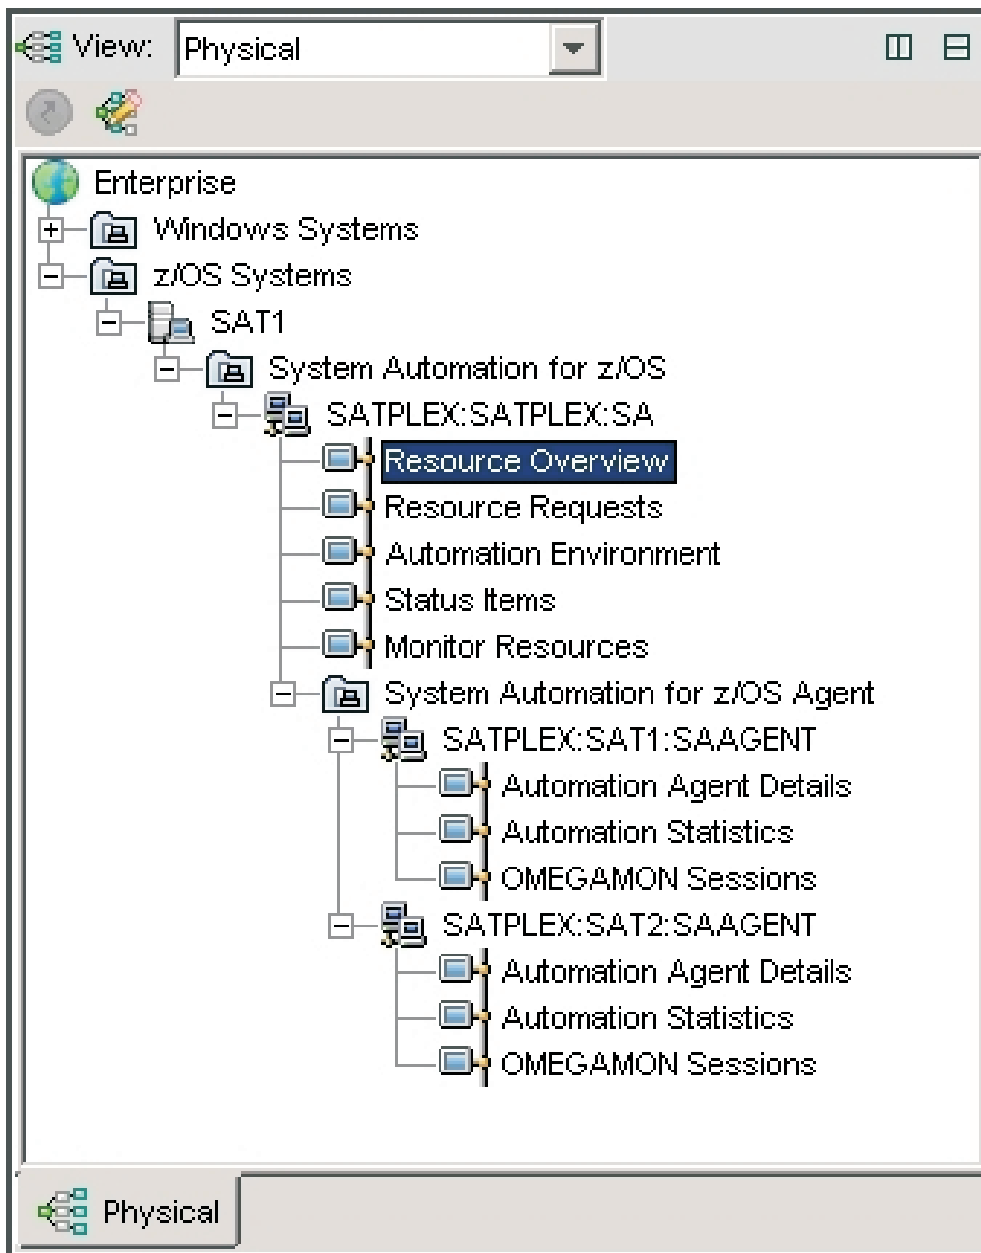 View: Physical
Enterprise
Windows Systems
z/OS Systems
SAT1
System Automation for z/OS
SATPLEX:SATPLEX:SA
Resource Overview
Resource Requests
Automation Environment
Status Items
Monitor Resources
System Automation for z/OS Agent
SATPLEX:SAT1:SAAGENT
Automation Agent Details
Automation Statistics
OMEGAMON Sessions
SATPLEX:SAT2:SAAGENT
Automation Agent Details
Automation Statistics
OMEGAMON Sessions
Physical